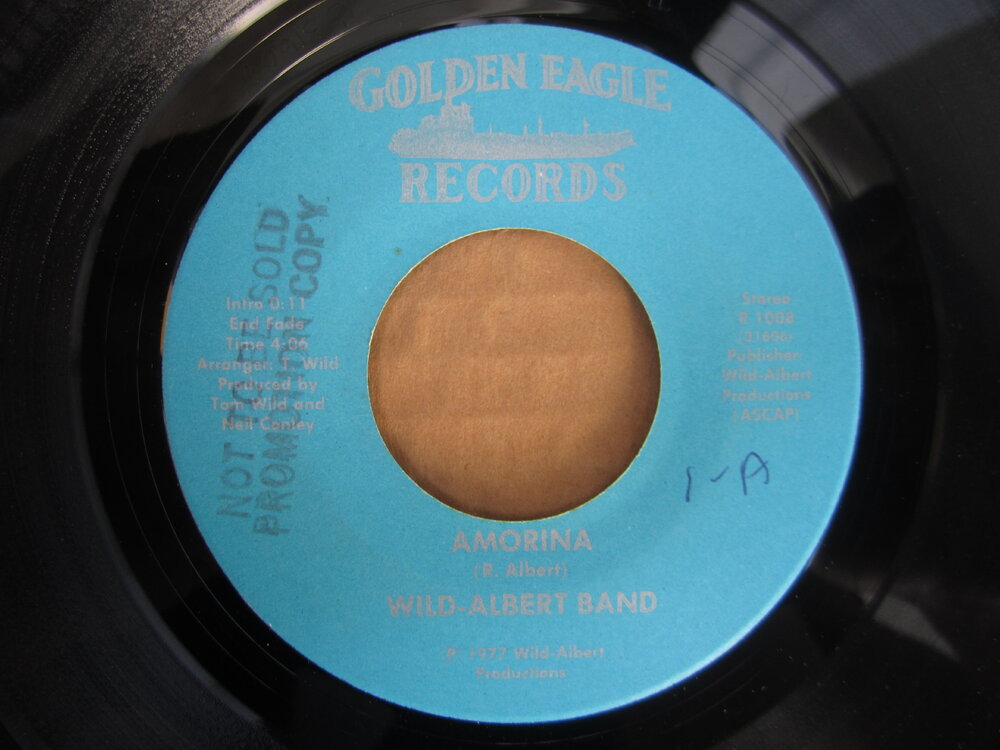 GOLDEN EAGLE
RECORDS
NOT TO BE SOLD
PROMOTION COPY
Intro 0:11
End Fade
Time 4:06
Arranger: T. Wild
Produced by
Tom Wild and
Neil Conley
Stereo
R 1008
(31606)
Publisher:
Wild-Albert
Productions
(ASCAP)
1-A
AMORINA
(R. Albert)
WILD-ALBERT BAND
P. 1977 Wild-Albert
Productions